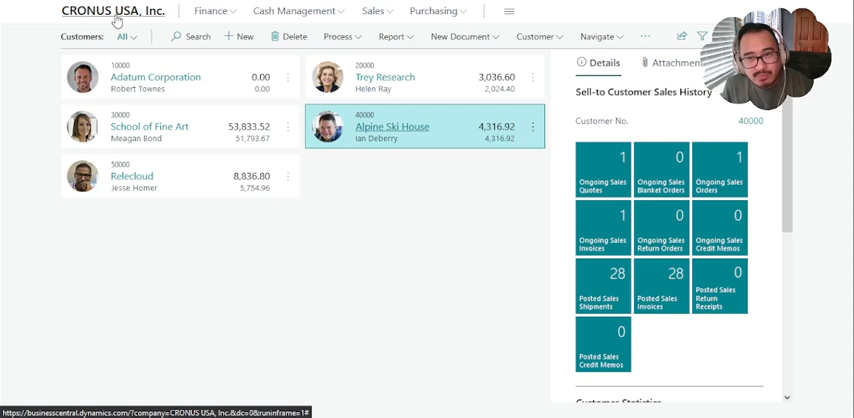 CRONUS USA, Inc. Finance Cash Management Sales Purchasing
Customers: All Search New Delete Process Report New Document Customer Navigate
10000
Adatum Corporation 0.00
Robert Townes 0.00
20000
Trey Research 3,036.60
Helen Ray 2,024.40
30000
School of Fine Art 53,833.52
Meagan Bond 51,793.67
40000
Alpine Ski House 4,316.92
Ian Deberry 4,316.92
50000
Relecloud 8,836.80
Jesse Homer 5,754.96
Details Attachmen
Sell-to Customer Sales History
Customer No. 40000
1
Ongoing Sales
Quotes
0
Ongoing Sales
Blanket Orders
1
Ongoing Sales
Orders
1
Ongoing Sales
Invoices
0
Ongoing Sales
Return Orders
0
Ongoing Sales
Credit Memos
28
Posted Sales
Shipments
28
Posted Sales
Invoices
0
Posted Sales
Return
Receipts
0
Posted Sales
Credit Memos
Customer Statistics
https://businesscentral.dynamics.com/?company=CRONUS USA, Inc.&dc=0&runinframe=1#